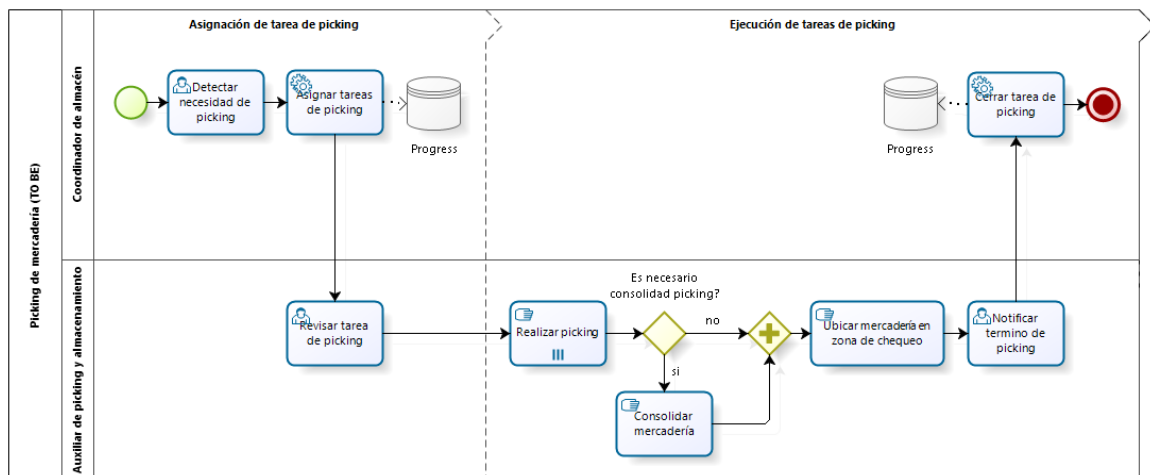 Asignación de tarea de picking
Ejecución de tareas de picking
Picking de mercadería (TO BE)
Coordinador de almacén
Detectar
necesidad de
picking
Asignar tareas
de picking
Progress
Progress
Cerrar tarea de
picking
Auxiliar de picking y almacenamiento
Revisar tarea
de picking
Realizar picking
Es necesario
consolidad picking?
no
si
Consolidar
mercadería
Ubicar mercadería en
zona de chequeo
Notificar
termino de
picking